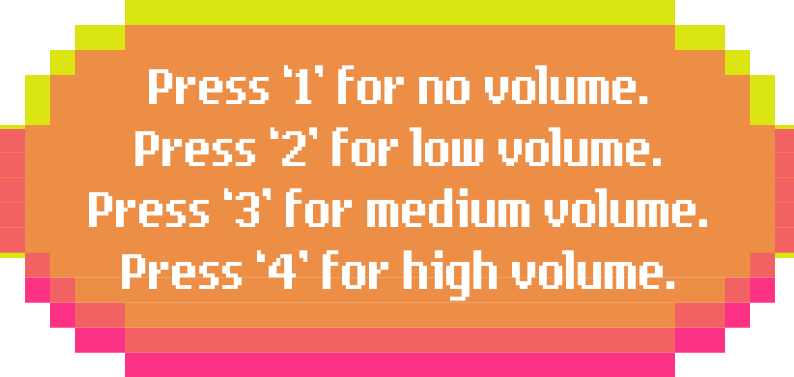 Press ‘1’ for no volume.
Press ‘2’ for low volume.
Press ‘3’ for medium volume.
Press ‘4’ for high volume.